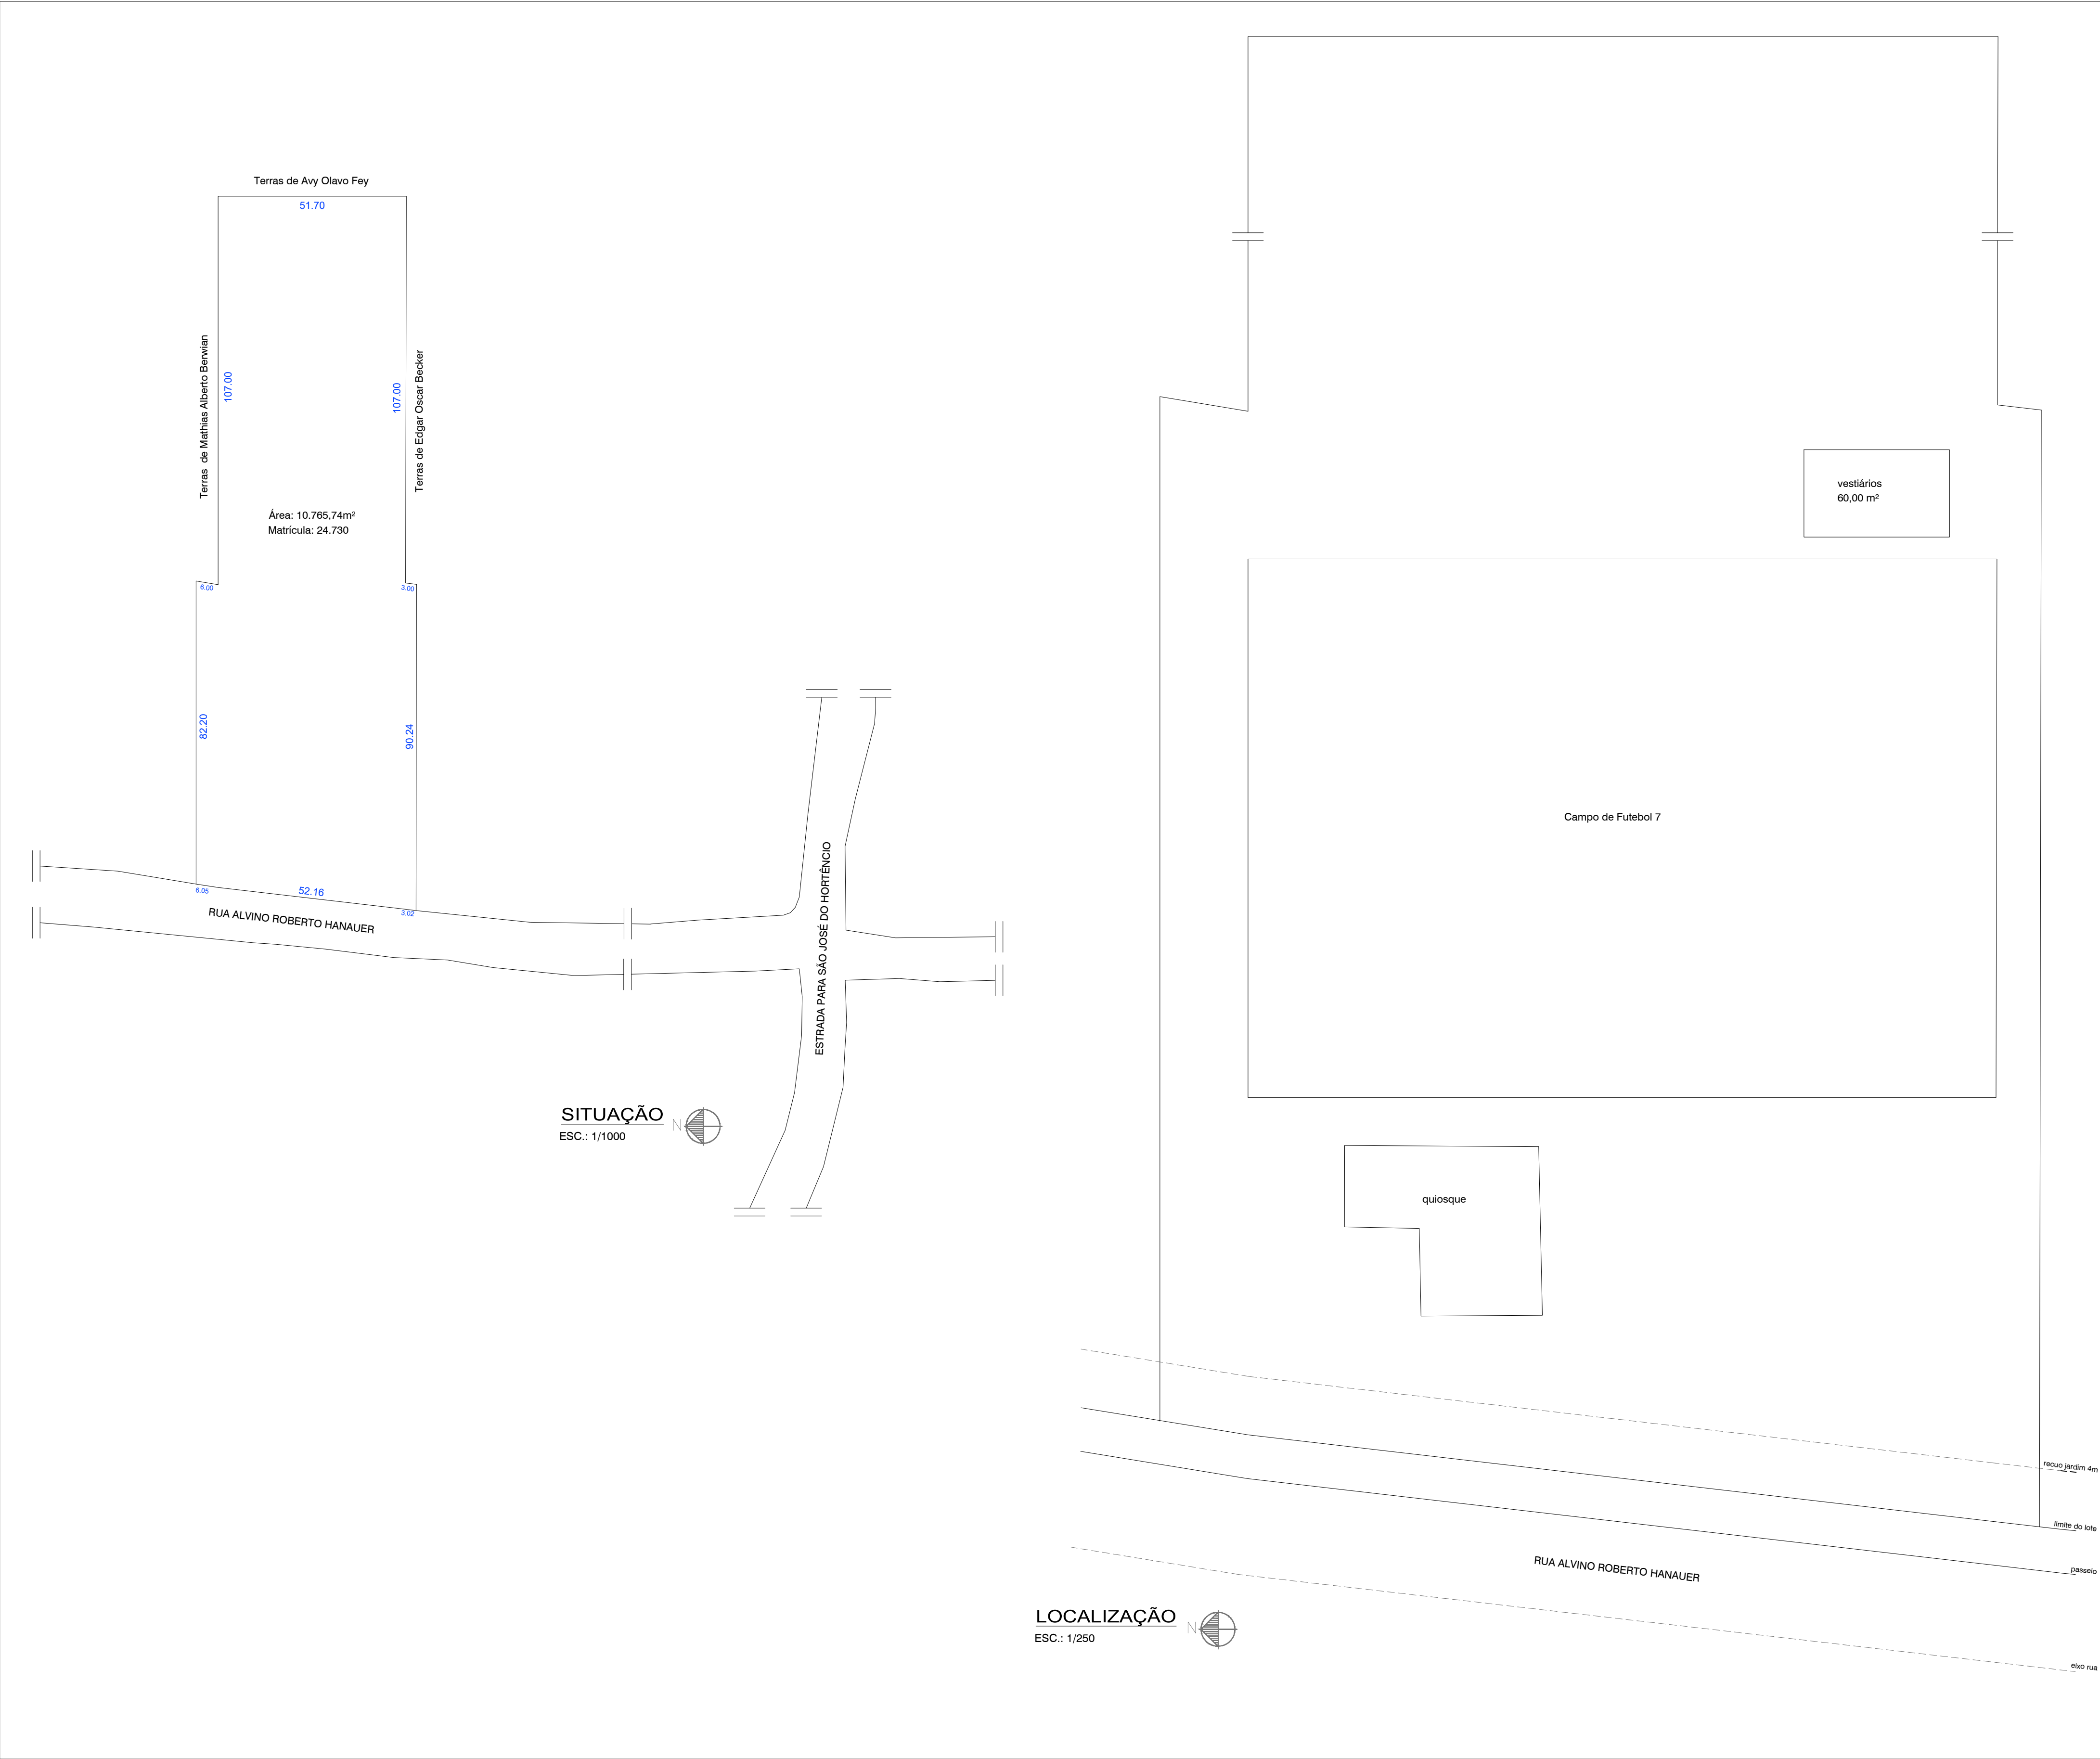 Terras de Avy Olavo Fey
51.70
Terras de Mathias Alberto Berwian
107.00
107.00
Terras de Edgar Oscar Becker
Área: 10.765,74m²
Matrícula: 24.730
6.00
3.00
82.20
90.24
6.05
52.16
3.02
RUA ALVINO ROBERTO HANAUER
ESTRADA PARA SÃO JOSÉ DO HORTÊNCIO
SITUAÇÃO
N
ESC.: 1/1000
vestiários
60,00 m²
Campo de Futebol 7
quiosque
recuo jardim 4m
limite do lote
passeio
RUA ALVINO ROBERTO HANAUER
eixo rua
LOCALIZAÇÃO
N
ESC.: 1/250